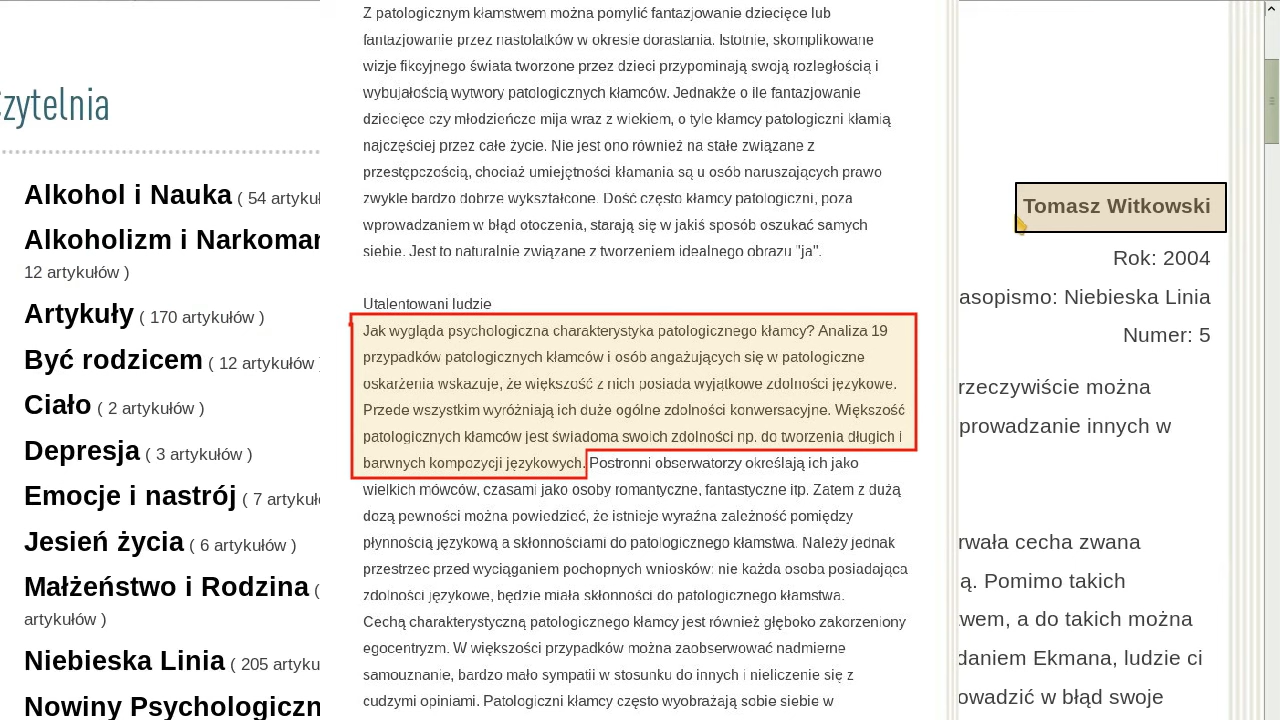 Czytelnia
Alkohol i Nauka ( 54
Alkoholizm i
12 artykułów )
Artykuły ( 170 artykułów )
Być rodzicem ( 12 artykułów )
Ciało ( 2 artykułów )
Depresja ( 3 artykułów )
Emocje i nastrój ( 7
Jesień życia ( 6 artykułów )
Małżeństwo i Rodzina (
artykułów )
Niebieska Linia ( 205
Nowiny
Z patologicznym kłamstwem można pomylić fantazjowanie dziecięce lub
fantazjowanie przez nastolatków w okresie dorastania. Istotnie, skomplikowane
wizje fikcyjnego świata tworzone przez dzieci przypominają swoją rozległością i
wybujałością wytwory patologicznych kłamców. Jednakże o ile fantazjowanie
dziecięce czy młodzieńcze mija wraz z wiekiem, o tyle kłamcy patologiczni kłamią
najczęściej przez całe życie. Nie jest ono również na stałe związane z
przestępczością, chociaż umiejętności kłamania są u osób naruszających prawo
zwykle bardzo dobrze wykształcone. Dość często kłamcy patologiczni, poza
wprowadzaniem w błąd otoczenia, starają się w jakiś sposób oszukać samych
siebie. Jest to naturalnie związane z tworzeniem idealnego obrazu "ja".
Utalentowani ludzie
Jak wygląda psychologiczna charakterystyka patologicznego kłamcy? Analiza 19
przypadków patologicznych kłamców i osób angażujących się w patologiczne
oskarżenia wskazuje, że większość z nich posiada wyjątkowe zdolności językowe.
Przede wszystkim wyróżniają ich duże ogólne zdolności konwersacyjne. Większość
patologicznych kłamców jest świadoma swoich zdolności np. do tworzenia długich i
barwnych kompozycji językowych. Postronni obserwatorzy określają ich jako
wielkich mówców, czasami jako osoby romantyczne, fantastyczne itp. Zatem z dużą
dozą pewności można powiedzieć, że istnieje wyraźna zależność pomiędzy
płynnością językową a skłonnościami do patologicznego kłamstwa. Należy jednak
przestrzec przed wyciąganiem pochopnych wniosków: nie każda osoba posiadająca
zdolności językowe, będzie miała skłonności do patologicznego kłamstwa.
Cechą charakterystyczną patologicznego kłamcy jest również głęboko zakorzeniony
egocentryzm. W większości przypadków można zaobserwować nadmierne
samouznanie, bardzo mało sympatii w stosunku do innych i nieliczenie się z
cudzymi opiniami. Patologiczni kłamcy często wyobrażają sobie siebie w
Tomasz Witkowski
Rok: 2004
asopismo: Niebieska Linia
Numer: 5
rzeczywiście można
prowadzanie innych w
rwała cecha zwana
ą. Pomimo takich
wem, a do takich można
daniem Ekmana, ludzie ci
owadzić w błąd swoje